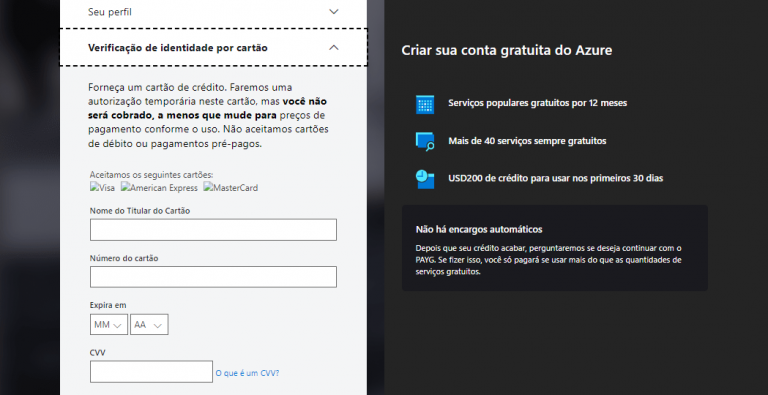 Seu perfil
Verificação de identidade por cartão
Forneça um cartão de crédito. Faremos uma
autorização temporária neste cartão, mas você não
será cobrado, a menos que mude para preços de
pagamento conforme o uso. Não aceitamos cartões
de débito ou pagamentos pré-pagos.
Aceitamos os seguintes cartões:
Visa American Express MasterCard
Nome do Titular do Cartão
Número do cartão
Expira em
MM AA
CVV
O que é um CVV?
Criar sua conta gratuita do Azure
Serviços populares gratuitos por 12 meses
Mais de 40 serviços sempre gratuitos
USD200 de crédito para usar nos primeiros 30 dias
Não há encargos automáticos
Depois que seu crédito acabar, perguntaremos se deseja continuar com o
PAYG. Se fizer isso, você só pagará se usar mais do que as quantidades de
serviços gratuitos.